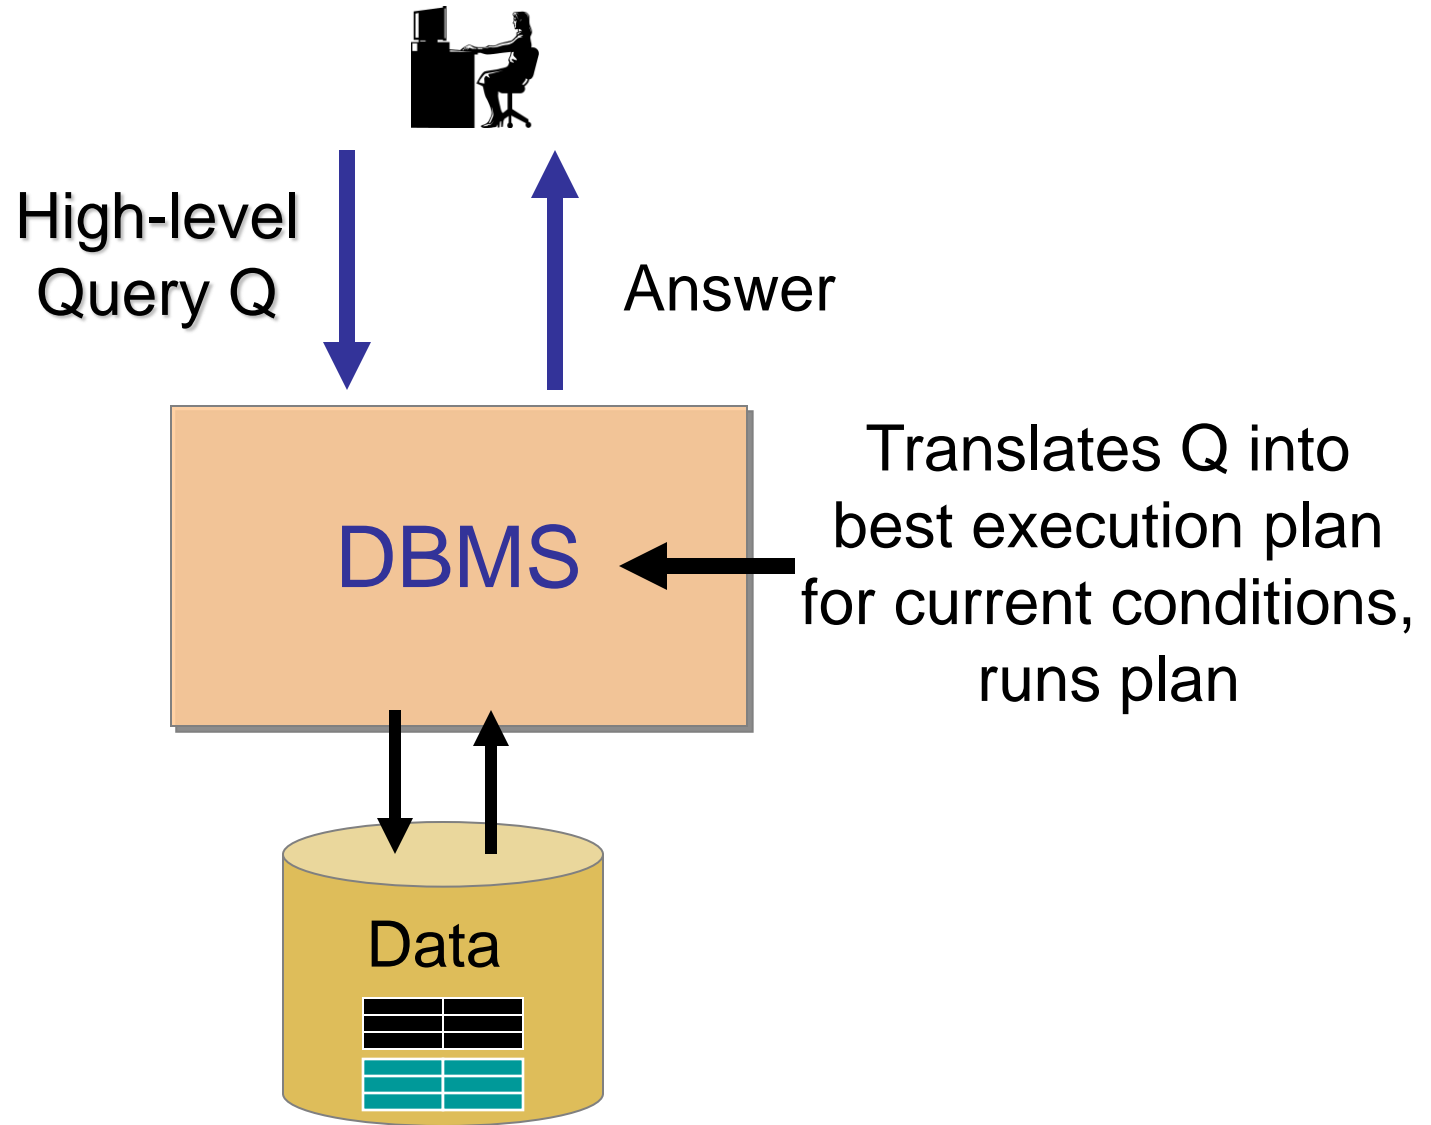 High-level
Query Q
Answer
DBMS
Translates Q into
best execution plan
for current conditions,
runs plan
Data